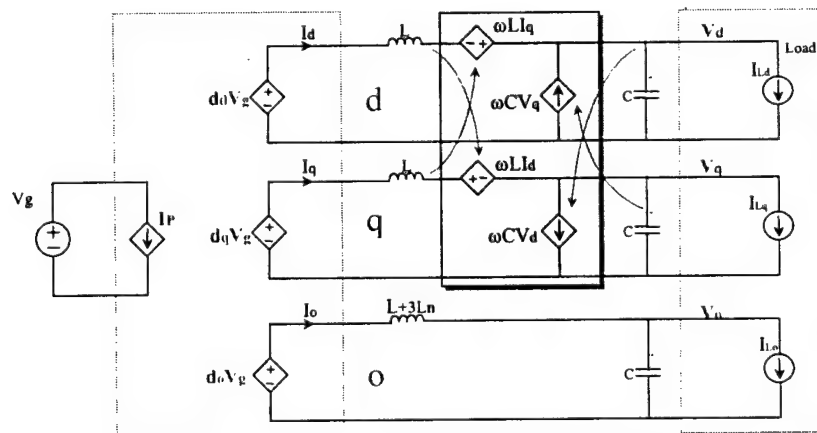 Id L ωLIq Vd
- +
Load
+ - ddVg d ωCVq C ILd
Iq L ωLId Vq
+ -
Vg + - IP
+ - dqVg q ωCVd C ILq
Io L+3Ln Vo
+ - doVg o C ILo